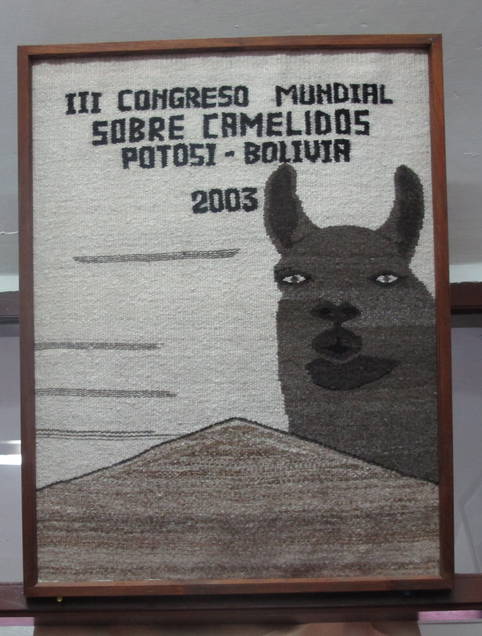 III CONGRESO MUNDIAL
SOBRE CAMELIDOS
POTOSI - BOLIVIA
2003